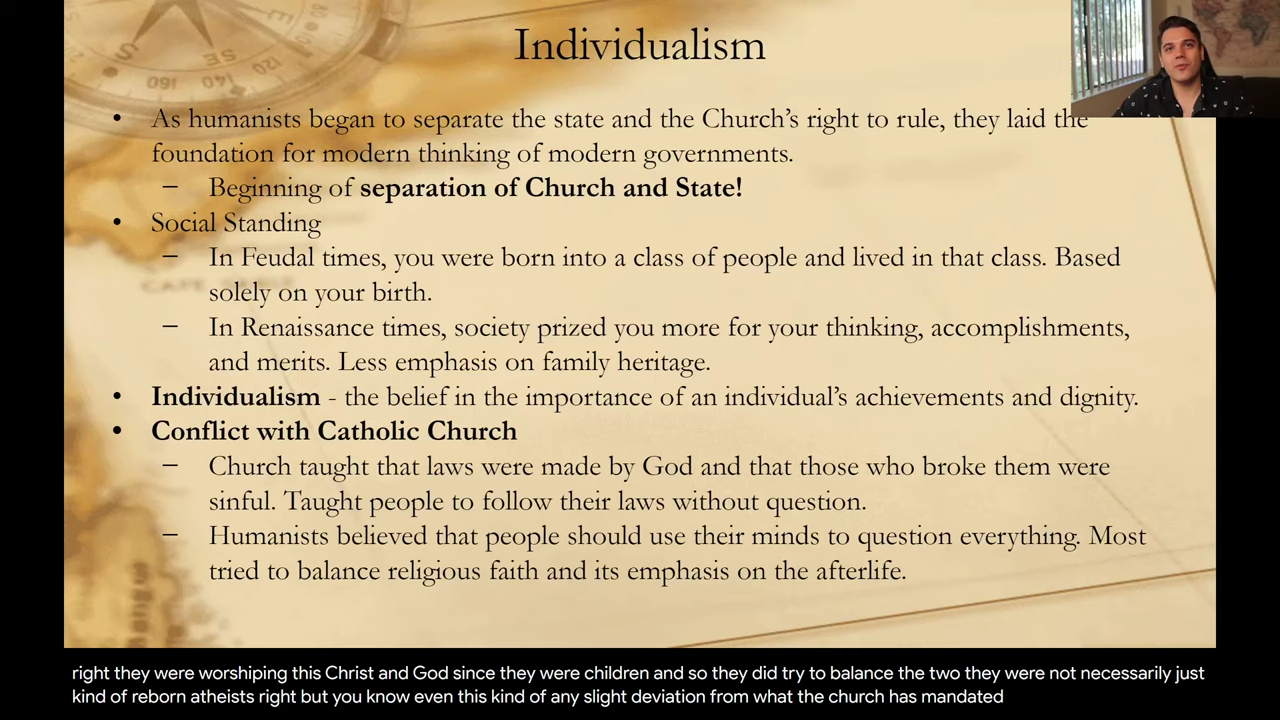 Individualism
• As humanists began to separate the state and the Church's right to rule, they laid the
foundation for modern thinking of modern governments.
– Beginning of separation of Church and State!
• Social Standing
– In Feudal times, you were born into a class of people and lived in that class. Based
solely on your birth.
– In Renaissance times, society prized you more for your thinking, accomplishments,
and merits. Less emphasis on family heritage.
• Individualism - the belief in the importance of an individual's achievements and dignity.
• Conflict with Catholic Church
– Church taught that laws were made by God and that those who broke them were
sinful. Taught people to follow their laws without question.
– Humanists believed that people should use their minds to question everything. Most
tried to balance religious faith and its emphasis on the afterlife.
right they were worshiping this Christ and God since they were children and so they did try to balance the two they were not necessarily just
kind of reborn atheists right but you know even this kind of any slight deviation from what the church has mandated
S
SE
E
160
140
120